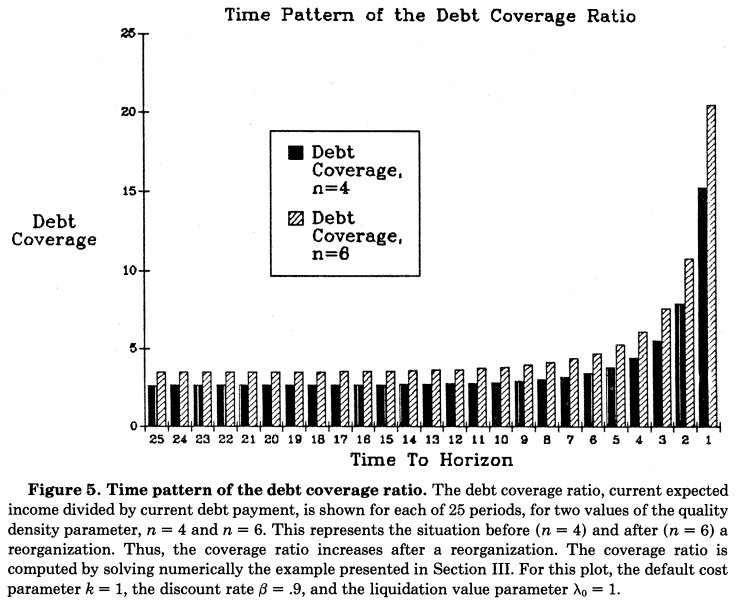 Time Pattern of the Debt Coverage Ratio
25
20
15
10
5
0
Debt
Coverage
Debt
Coverage,
n=4
Debt
Coverage,
n=6
25 24 23 22 21 20 19 18 17 16 15 14 13 12 11 10 9 8 7 6 5 4 3 2 1
Time To Horizon
Figure 5. Time pattern of the debt coverage ratio. The debt coverage ratio, current expected
income divided by current debt payment, is shown for each of 25 periods, for two values of the quality
density parameter, n = 4 and n = 6. This represents the situation before (n = 4) and after (n = 6) a
reorganization. Thus, the coverage ratio increases after a reorganization. The coverage ratio is
computed by solving numerically the example presented in Section III. For this plot, the default cost
parameter k = 1, the discount rate β = .9, and the liquidation value parameter λ₀ = 1.